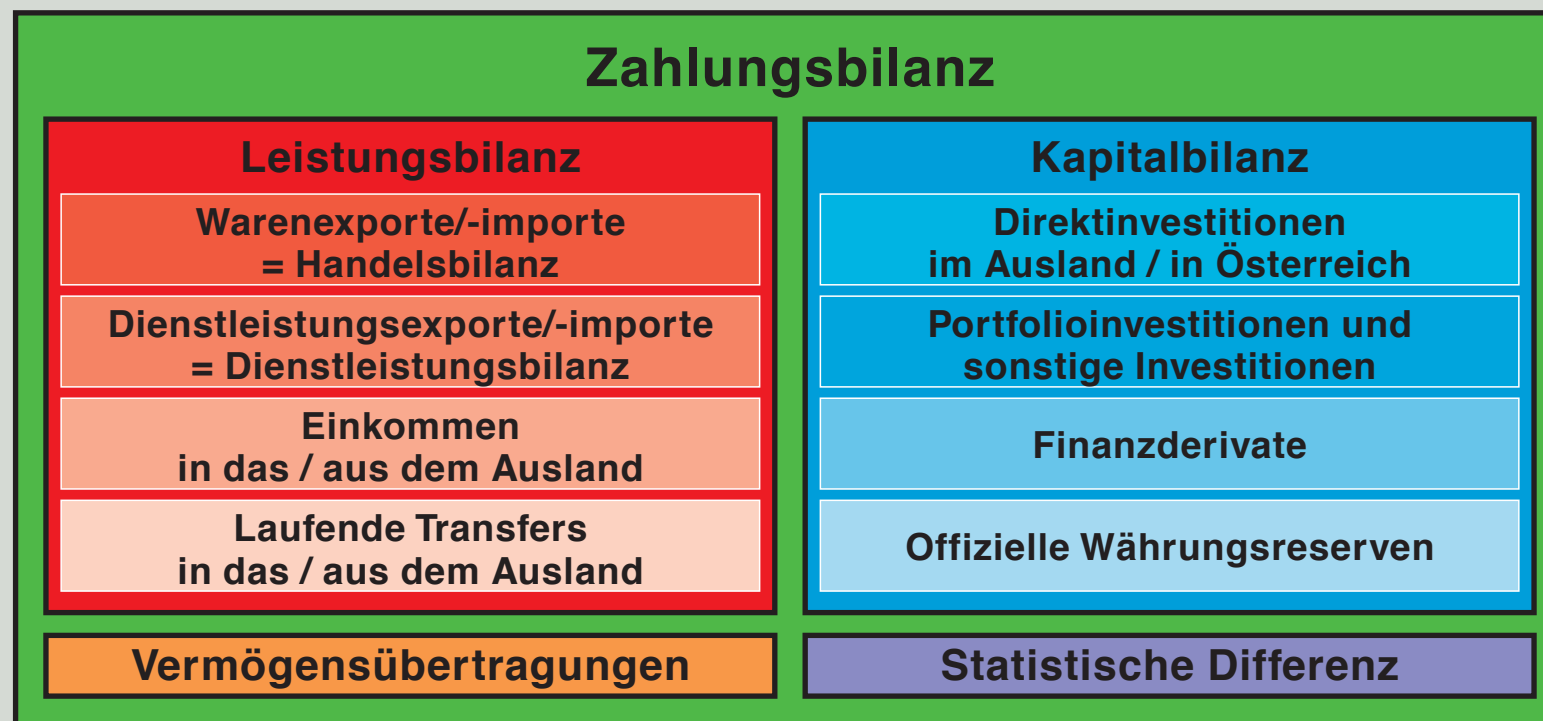 Zahlungsbilanz
Leistungsbilanz
Warenexporte/-importe
= Handelsbilanz
Dienstleistungsexporte/-importe
= Dienstleistungsbilanz
Einkommen
in das / aus dem Ausland
Laufende Transfers
in das / aus dem Ausland
Kapitalbilanz
Direktinvestitionen
im Ausland / in Österreich
Portfolioinvestitionen und
sonstige Investitionen
Finanzderivate
Offizielle Währungsreserven
Vermögensübertragungen
Statistische Differenz